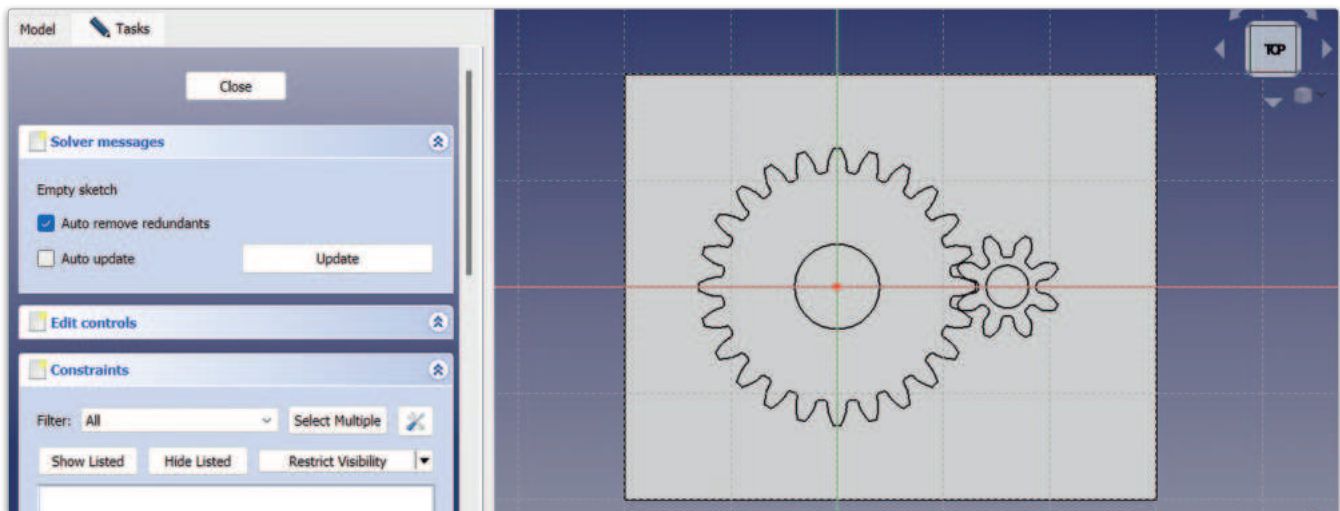 Model
Tasks
Close
Solver messages
Empty sketch
Auto remove redundants
Auto update
Update
Edit controls
Constraints
Filter: All
Select Multiple
Show Listed
Hide Listed
Restrict Visibility
TOP